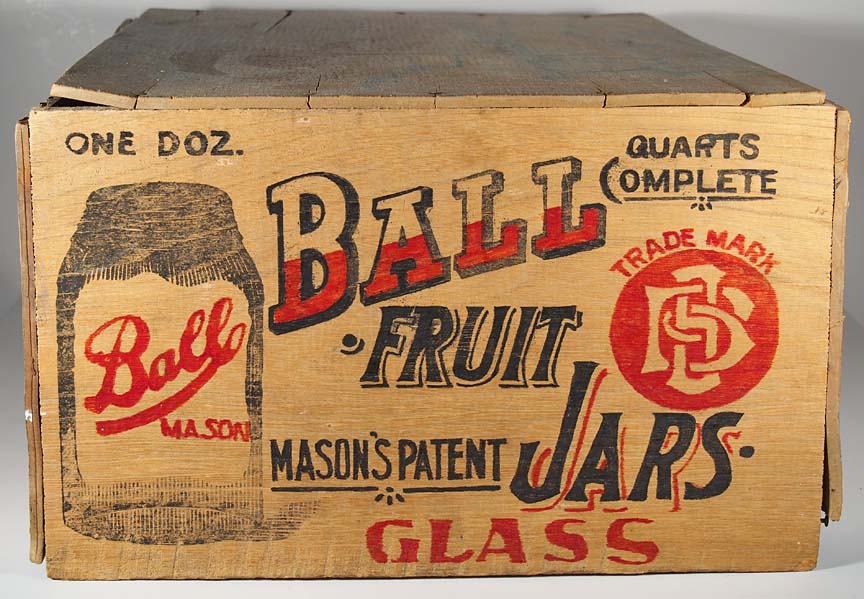 ONE DOZ.
QUARTS
COMPLETE
BALL
TRADE MARK
FRUIT
Ball
MASON
JARS
MASON'S PATENT
GLASS